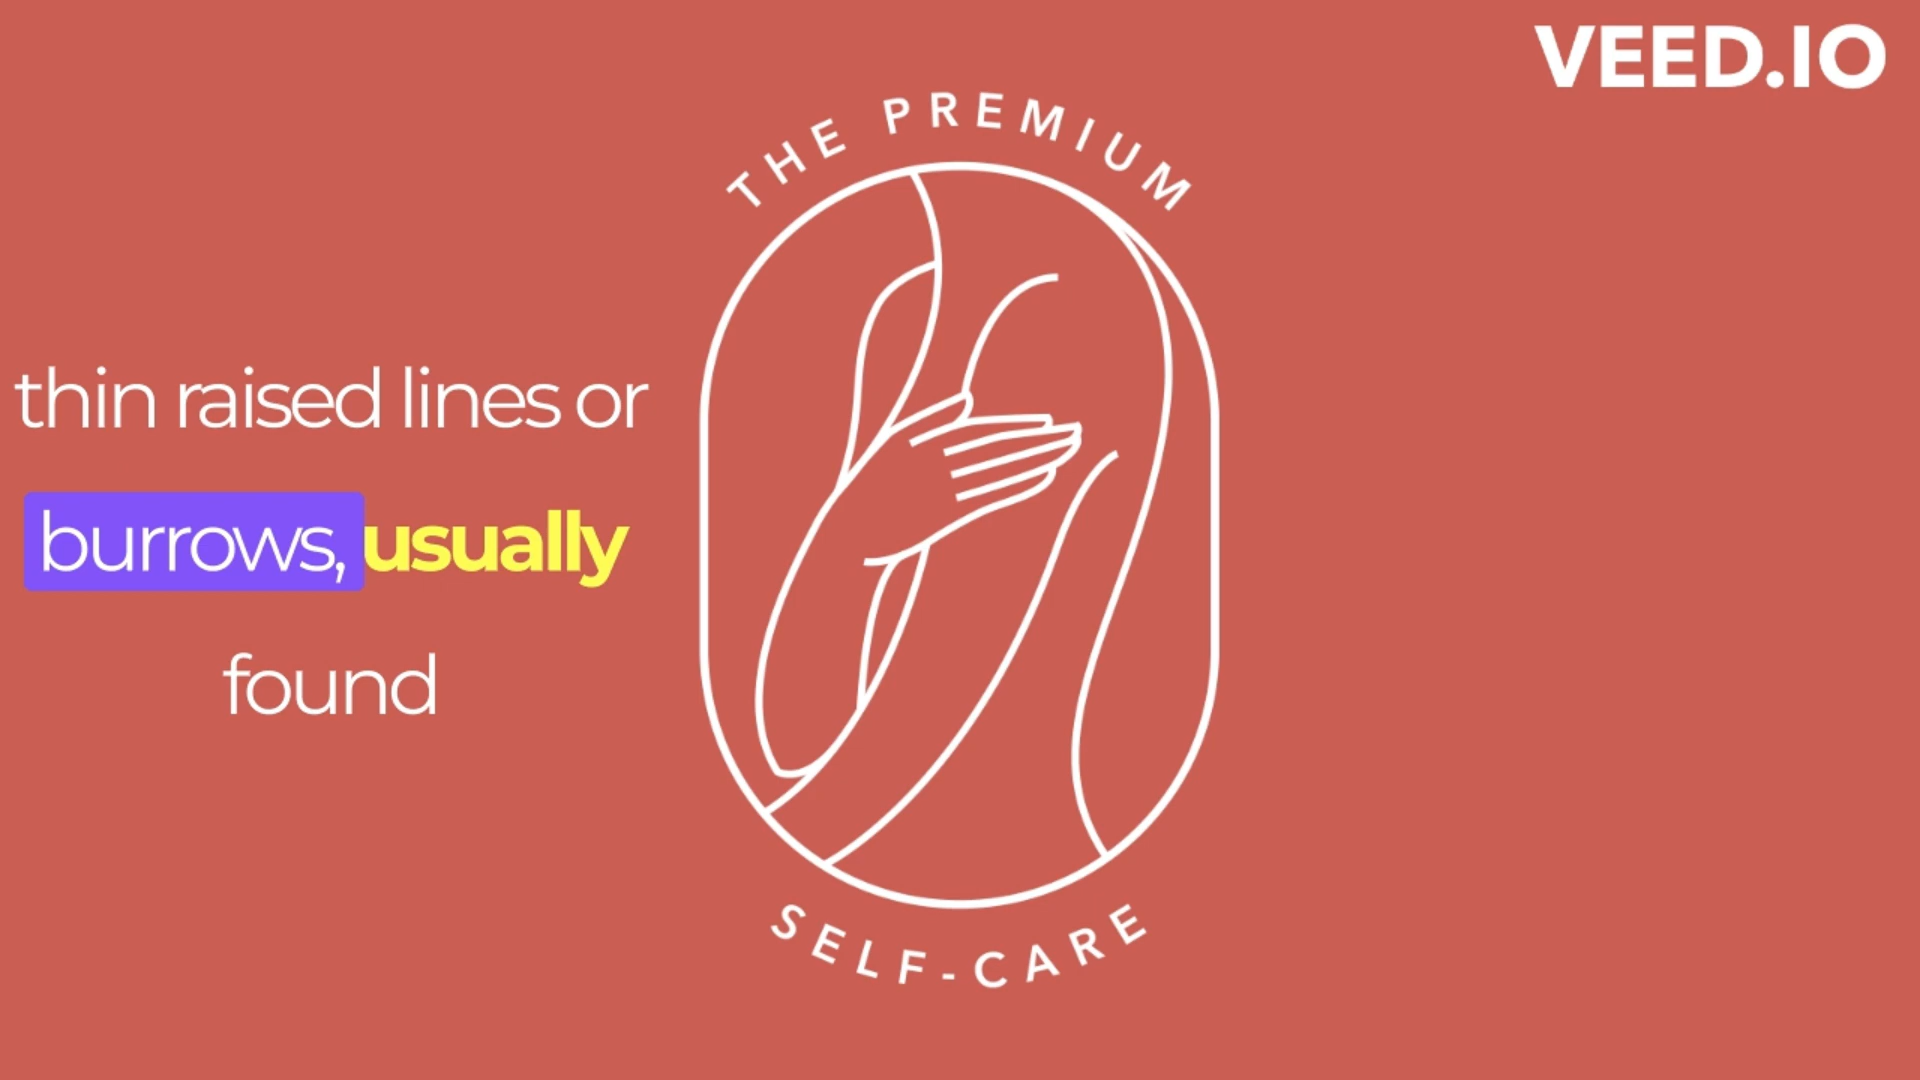 VEED.IO
THE PREMIUM
thin raised lines or
burrows, usually
found
SELF-CARE